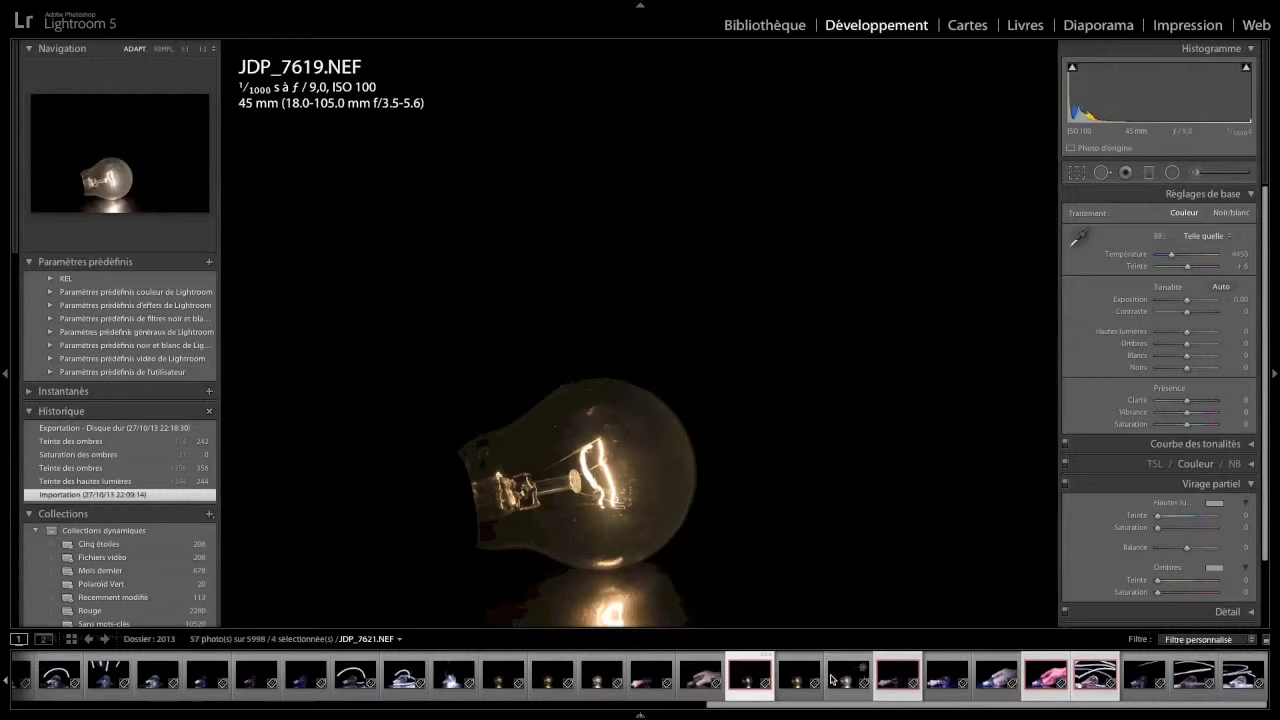 Lr Adobe Photoshop Lightroom 5
Bibliothèque | Développement | Cartes | Livres | Diaporama | Impression | Web
Navigation ADAPT. REMPL. 1:1 1:2
Histogramme
JDP_7619.NEF
1/1000 s à ƒ / 9,0, ISO 100
45 mm (18.0-105.0 mm f/3.5-5.6)
ISO 100 45 mm ƒ / 9,0 1/1000 s
Photo d'origine
Réglages de base
Traitement : Couleur Noir/blanc
BB : Telle quelle
Température 4450
Teinte + 6
Tonalité Auto
Exposition 0,00
Contraste 0
Hautes lumières 0
Ombres 0
Blancs 0
Noirs 0
Présence
Clarté 0
Vibrance 0
Saturation 0
Courbe des tonalités
TSL / Couleur / NB
Virage partiel
Hautes lu...
Teinte 0
Saturation 0
Balance 0
Ombres
Teinte 0
Saturation 0
Détail
Paramètres prédéfinis
KEL
Paramètres prédéfinis couleur de Lightroom
Paramètres prédéfinis d'effets de Lightroom
Paramètres prédéfinis de filtres noir et bla...
Paramètres prédéfinis généraux de Lightroom
Paramètres prédéfinis noir et blanc de Lig...
Paramètres prédéfinis vidéo de Lightroom
Paramètres prédéfinis de l'utilisateur
Instantanés
Historique
Exportation - Disque dur (27/10/13 22:18:30)
Teinte des ombres 242
Saturation des ombres 0
Teinte des ombres +356 356
Teinte des hautes lumières +244 244
Importation (27/10/13 22:09:14)
Collections
Collections dynamiques
Cinq étoiles 208
Fichiers vidéo 208
Mois dernier 678
Polaroïd Vert 20
Récemment modifié 113
Rouge 2280
Sans mots-clés 10520
1 2 Dossier : 2013 57 photo(s) sur 5998 / 4 sélectionnée(s) / JDP_7621.NEF Filtre : Filtre personnalisé